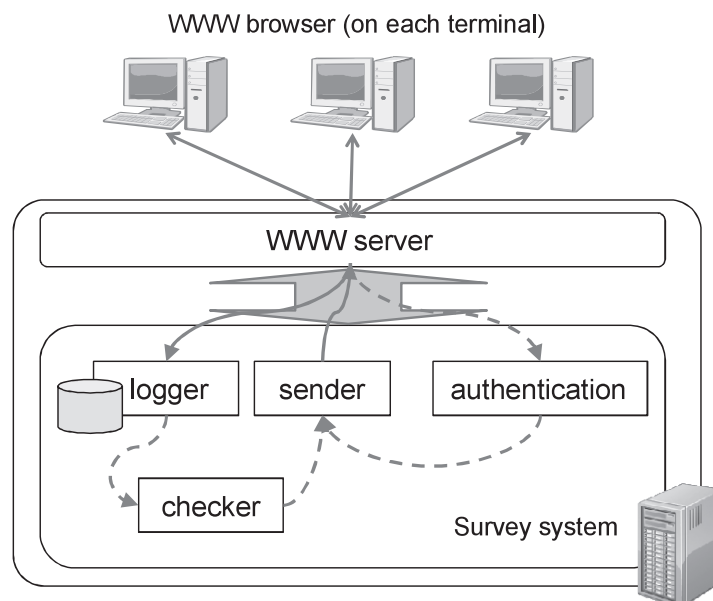 WWW browser (on each terminal)
WWW server
logger
sender
authentication
checker
Survey system